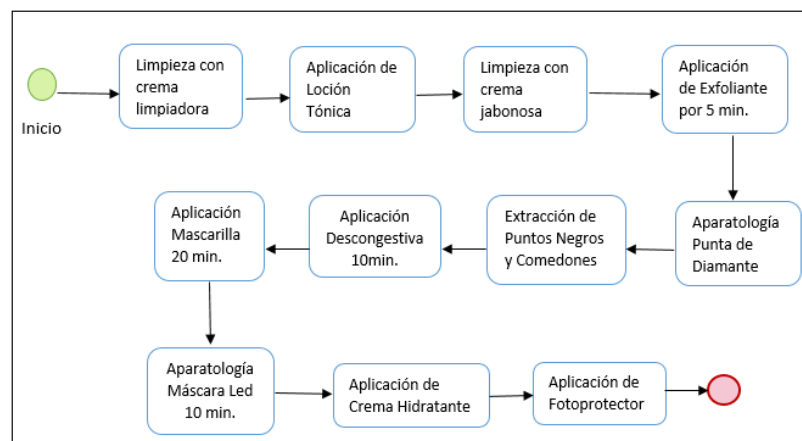 Inicio
Limpieza con
crema
limpiadora
Aplicación de
Loción
Tónica
Limpieza con
crema
jabonosa
Aplicación
de Exfoliante
por 5 min.
Aparatología
Punta de
Diamante
Extracción de
Puntos Negros
y Comedones
Aplicación
Descongestiva
10min.
Aplicación
Mascarilla
20 min.
Aparatología
Máscara Led
10 min.
Aplicación de
Crema Hidratante
Aplicación de
Fotoprotector